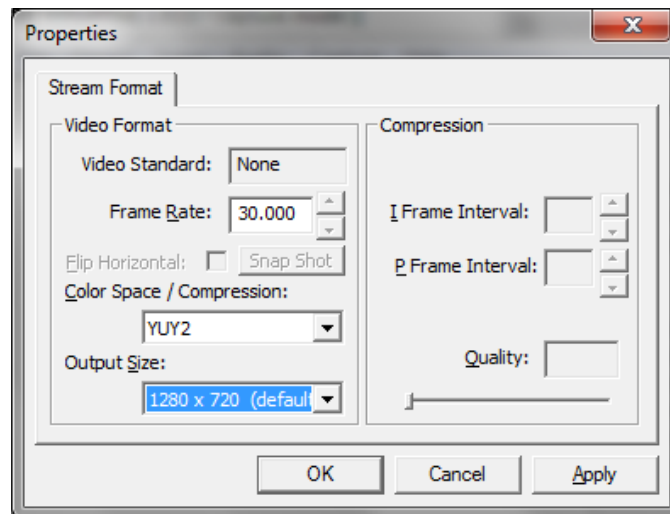 Properties
Stream Format
Video Format
Video Standard: None
Frame Rate: 30.000
Flip Horizontal: Snap Shot
Color Space / Compression:
YUY2
Output Size:
1280 x 720 (default
Compression
I Frame Interval:
P Frame Interval:
Quality:
OK Cancel Apply